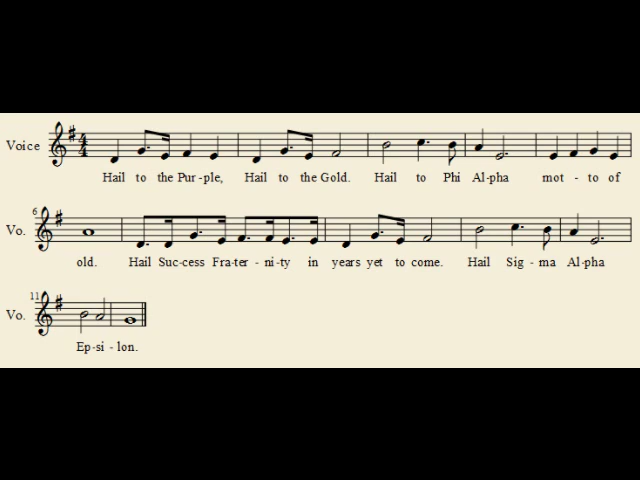 Voice
Hail to the Pur-ple, Hail to the Gold. Hail to Phi Al-pha mot - to of
6
Vo.
old. Hail Suc-cess Fra-ter - ni-ty in years yet to come. Hail Sig - ma Al-pha
11
Vo.
Ep-si - lon.